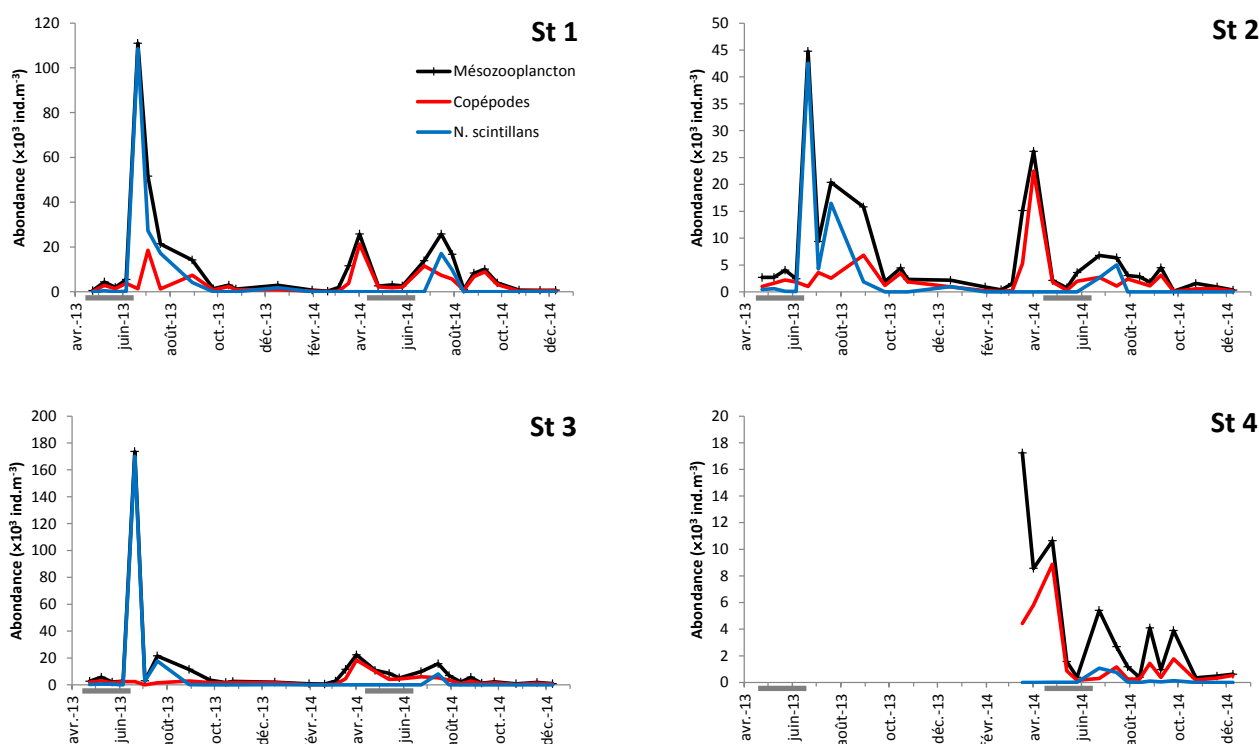 St 1
Abondance (×10³ ind.m⁻³)
120
100
80
60
40
20
0
Mésozooplancton
Copépodes
N. scintillans
avr.-13
juin-13
août-13
oct.-13
déc.-13
févr.-14
avr.-14
juin-14
août-14
oct.-14
déc.-14
St 2
Abondance (×10³ ind.m⁻³)
50
45
40
35
30
25
20
15
10
5
0
avr.-13
juin-13
août-13
oct.-13
déc.-13
févr.-14
avr.-14
juin-14
août-14
oct.-14
déc.-14
St 3
Abondance (×10³ ind.m⁻³)
200
180
160
140
120
100
80
60
40
20
0
avr.-13
juin-13
août-13
oct.-13
déc.-13
févr.-14
avr.-14
juin-14
août-14
oct.-14
déc.-14
St 4
Abondance (×10³ ind.m⁻³)
20
18
16
14
12
10
8
6
4
2
0
avr.-13
juin-13
août-13
oct.-13
déc.-13
févr.-14
avr.-14
juin-14
août-14
oct.-14
déc.-14